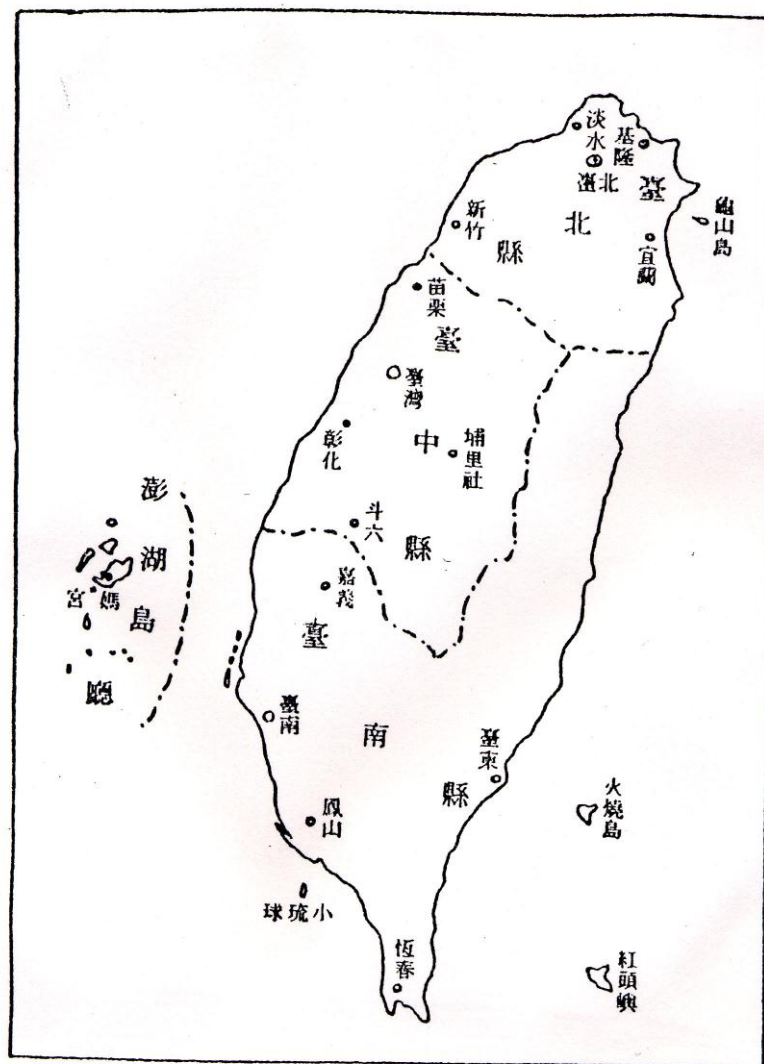 淡水
基隆
臺北
臺北縣
新竹
宜蘭
龜山島
苗栗
臺中縣
臺灣
彰化
埔里社
斗六
澎湖島廳
媽宮
嘉義
臺南縣
臺南
臺東
鳳山
小琉球
恆春
火燒島
紅頭嶼